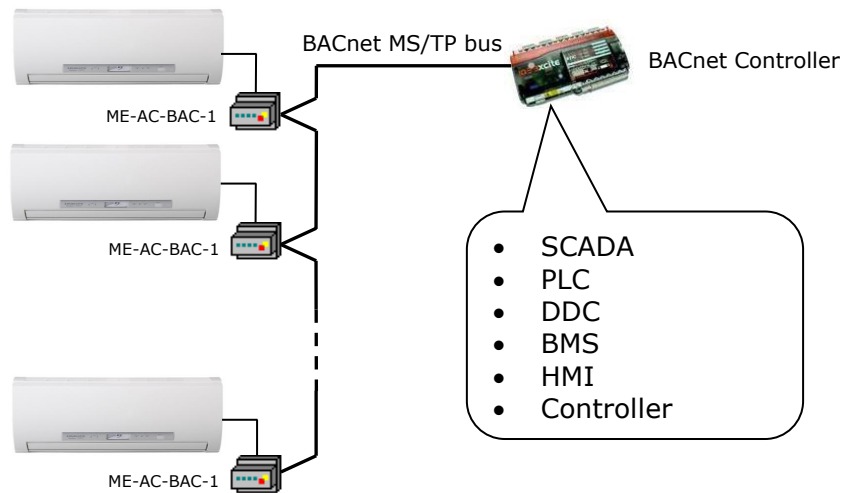 BACnet MS/TP bus
BACnet Controller
ME-AC-BAC-1
ME-AC-BAC-1
• SCADA
• PLC
• DDC
• BMS
• HMI
• Controller
ME-AC-BAC-1